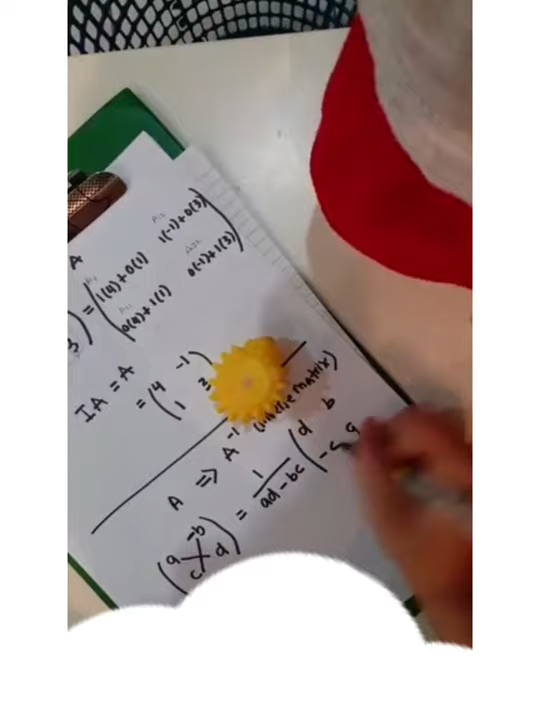 A
3) = (1(4)+0(1) 1(-1)+0(3)
0(4)+1(1) 0(-1)+1(3))
IA = A
= (4 -1
1 )
A ⇒ A⁻¹ (inverse matrix)
(a -b
c d) = 1/ad-bc (d b
-c a